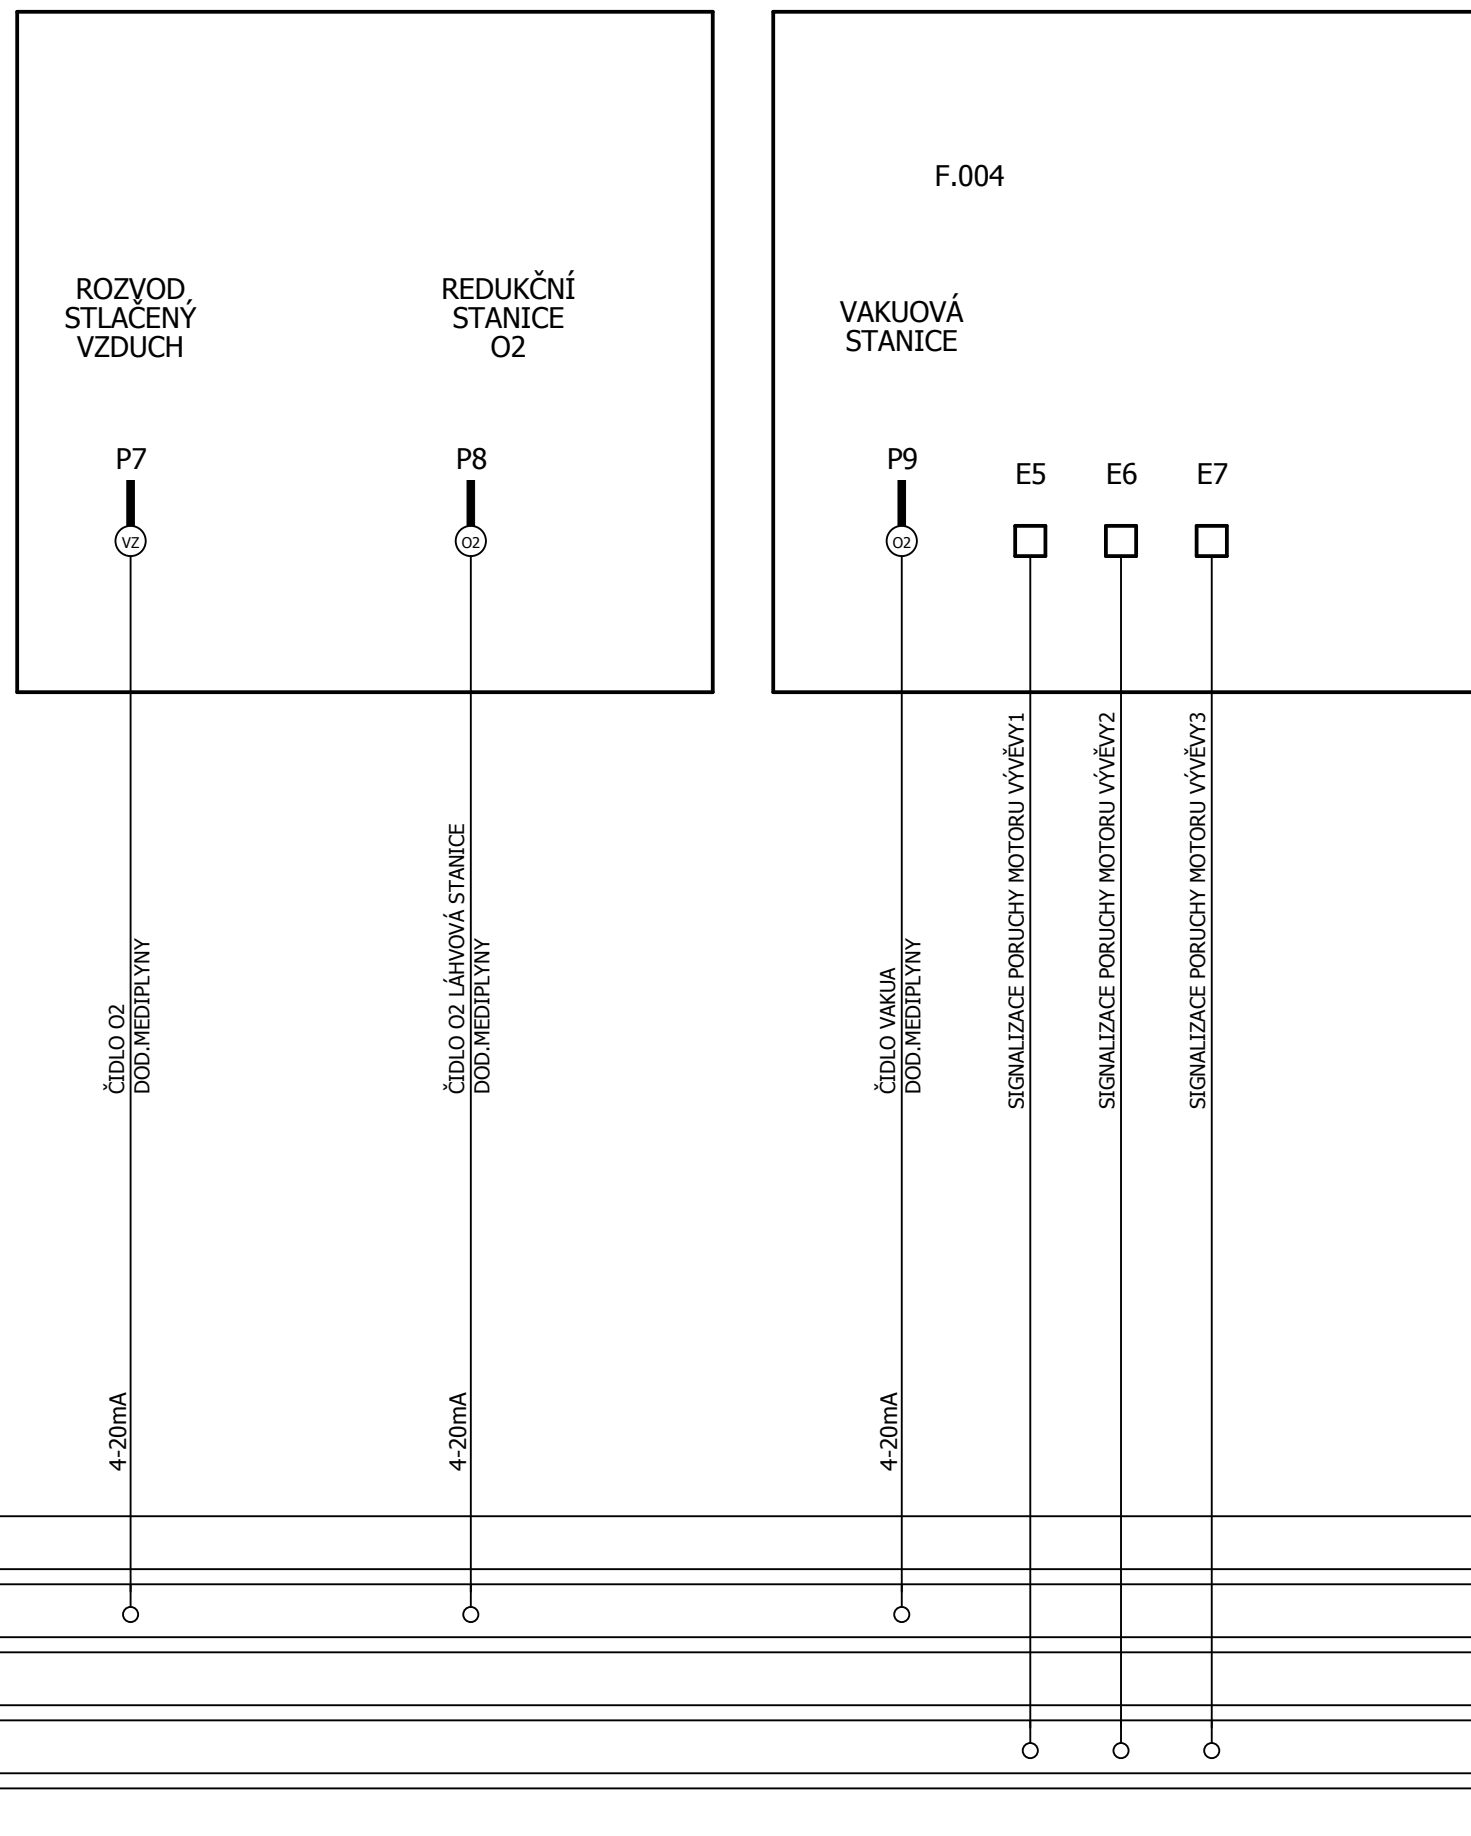 F.004
ROZVOD
STLAČENÝ
VZDUCH
REDUKČNÍ
STANICE
O2
VAKUOVÁ
STANICE
P7
P8
P9
E5
E6
E7
VZ
O2
O2
ČIDLO O2
DOD.MEDIPLYNY
ČIDLO O2 LÁHVOVÁ STANICE
DOD.MEDIPLYNY
ČIDLO VAKUA
DOD.MEDIPLYNY
SIGNALIZACE PORUCHY MOTORU VÝVĚVY1
SIGNALIZACE PORUCHY MOTORU VÝVĚVY2
SIGNALIZACE PORUCHY MOTORU VÝVĚVY3
4-20mA
4-20mA
4-20mA